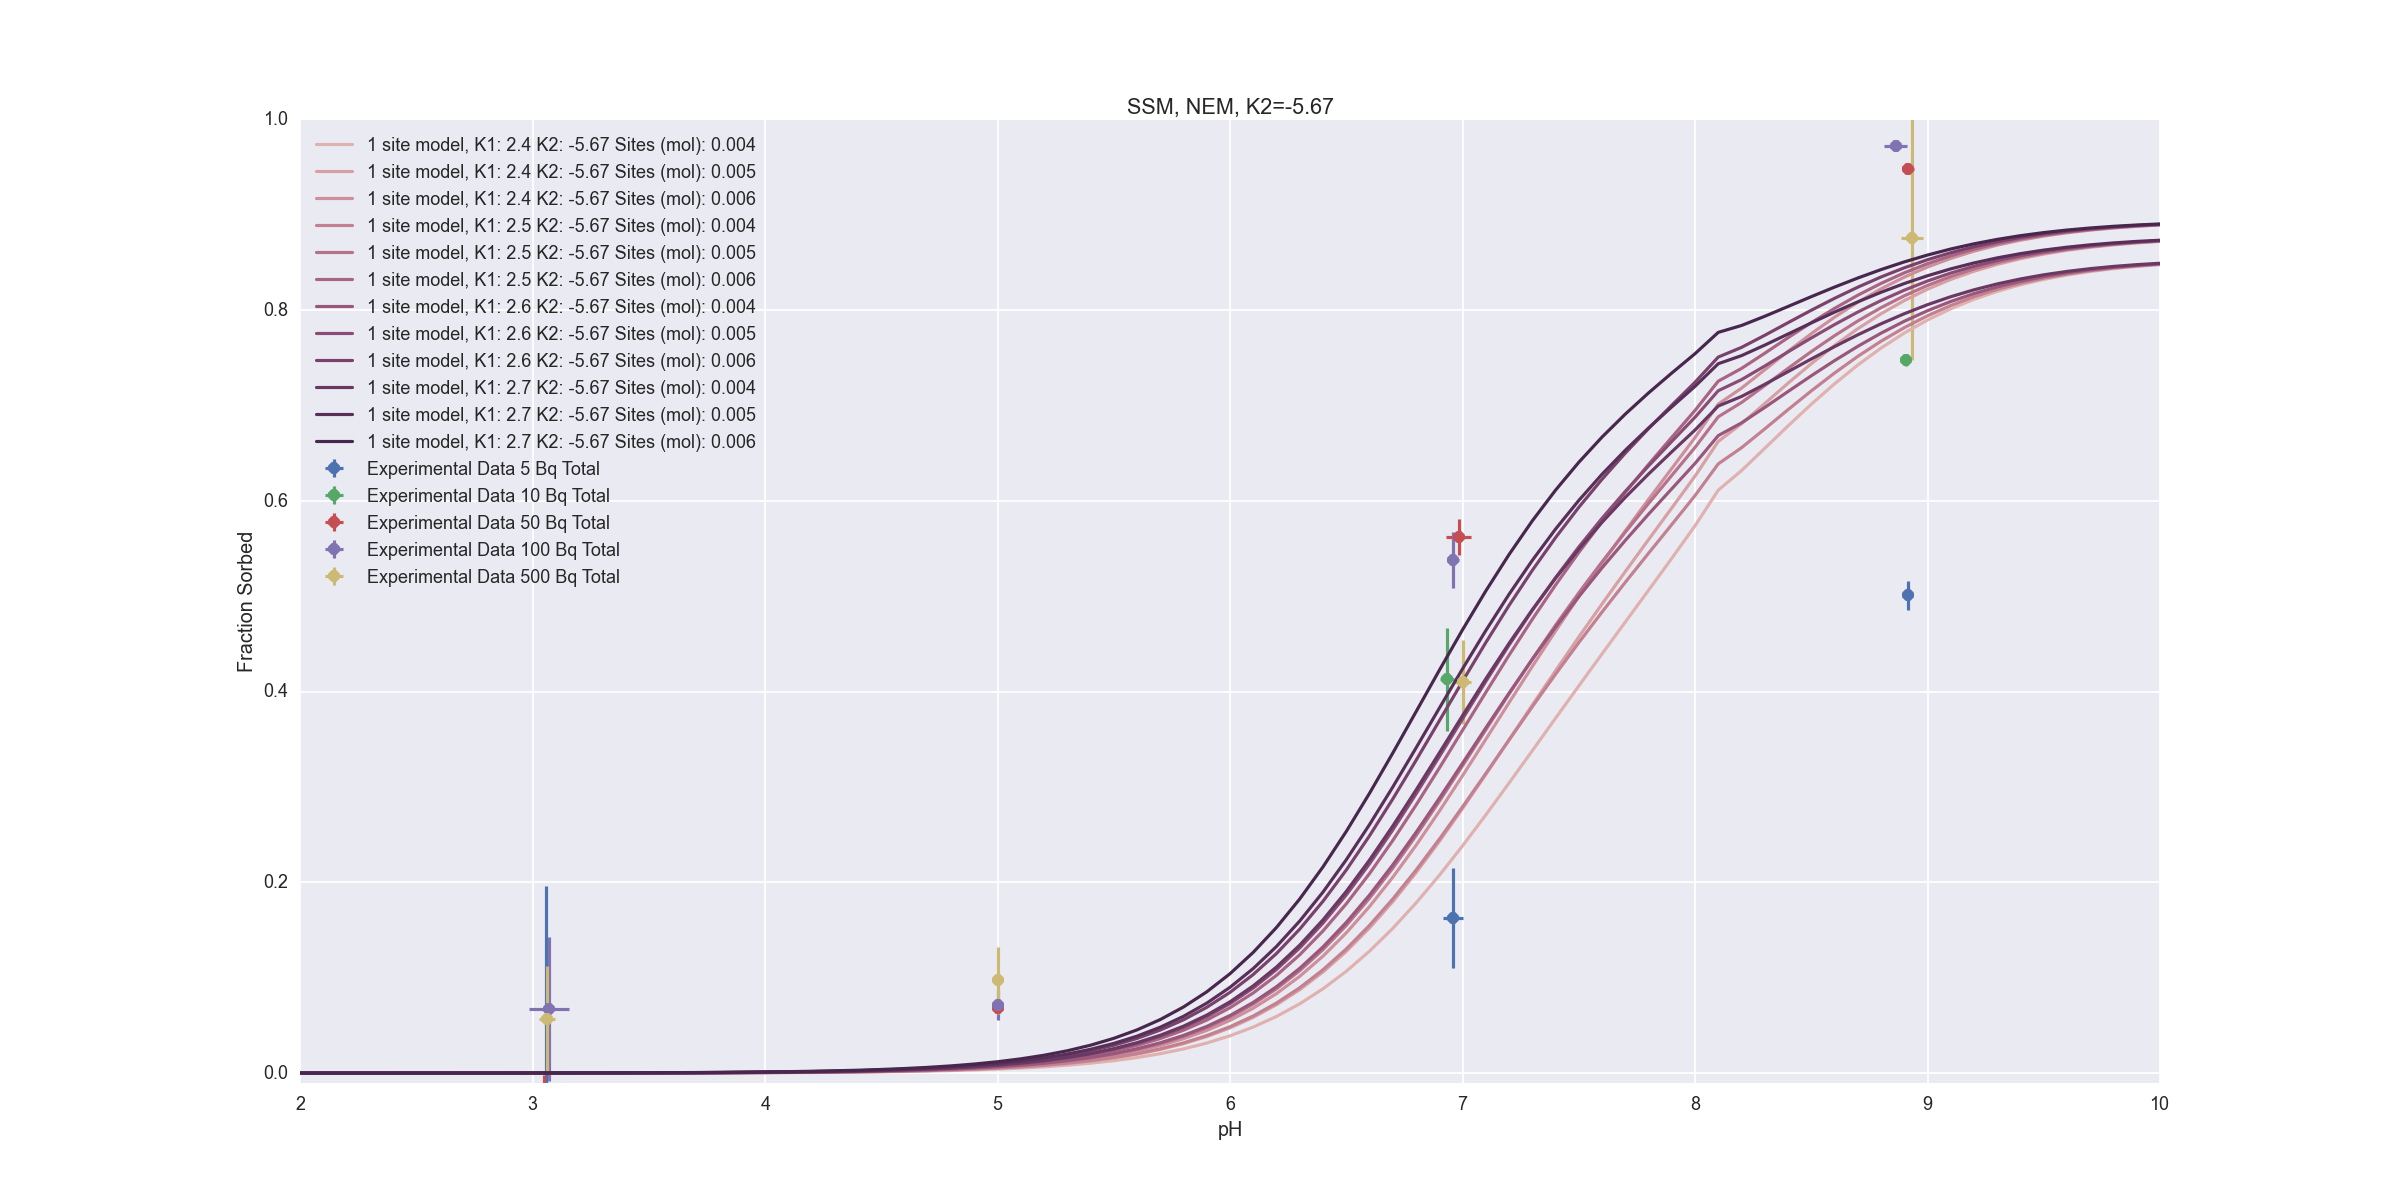 SSM, NEM, K2=-5.67
1.0
0.8
0.6
0.4
0.2
0.0
Fraction Sorbed
1 site model, K1: 2.4 K2: -5.67 Sites (mol): 0.004
1 site model, K1: 2.4 K2: -5.67 Sites (mol): 0.005
1 site model, K1: 2.4 K2: -5.67 Sites (mol): 0.006
1 site model, K1: 2.5 K2: -5.67 Sites (mol): 0.004
1 site model, K1: 2.5 K2: -5.67 Sites (mol): 0.005
1 site model, K1: 2.5 K2: -5.67 Sites (mol): 0.006
1 site model, K1: 2.6 K2: -5.67 Sites (mol): 0.004
1 site model, K1: 2.6 K2: -5.67 Sites (mol): 0.005
1 site model, K1: 2.6 K2: -5.67 Sites (mol): 0.006
1 site model, K1: 2.7 K2: -5.67 Sites (mol): 0.004
1 site model, K1: 2.7 K2: -5.67 Sites (mol): 0.005
1 site model, K1: 2.7 K2: -5.67 Sites (mol): 0.006
Experimental Data 5 Bq Total
Experimental Data 10 Bq Total
Experimental Data 50 Bq Total
Experimental Data 100 Bq Total
Experimental Data 500 Bq Total
2 3 4 5 6 7 8 9 10
pH